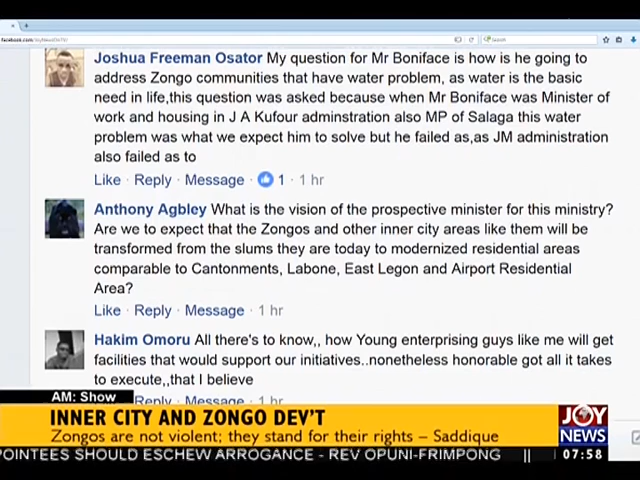 Joshua Freeman Osator My question for Mr Boniface is how is he going to
address Zongo communities that have water problem, as water is the basic
need in life,this question was asked because when Mr Boniface was Minister of
work and housing in J A Kufour adminstration also MP of Salaga this water
problem was what we expect him to solve but he failed as,as JM administration
also failed as to
Like · Reply · Message · 1 · 1 hr
Anthony Agbley What is the vision of the prospective minister for this ministry?
Are we to expect that the Zongos and other inner city areas like them will be
transformed from the slums they are today to modernized residential areas
comparable to Cantonments, Labone, East Legon and Airport Residential
Area?
Like · Reply · Message · 1 hr
Hakim Omoru All there's to know,, how Young enterprising guys like me will get
facilities that would support our initiatives..nonetheless honorable got all it takes
to execute,,that I believe
Reply · Message · 1 hr
AM: Show
INNER CITY AND ZONGO DEV'T
Zongos are not violent; they stand for their rights – Saddique
JOY
NEWS
POINTEES SHOULD ESCHEW ARROGANCE - REV OPUNI-FRIMPONG
07:58